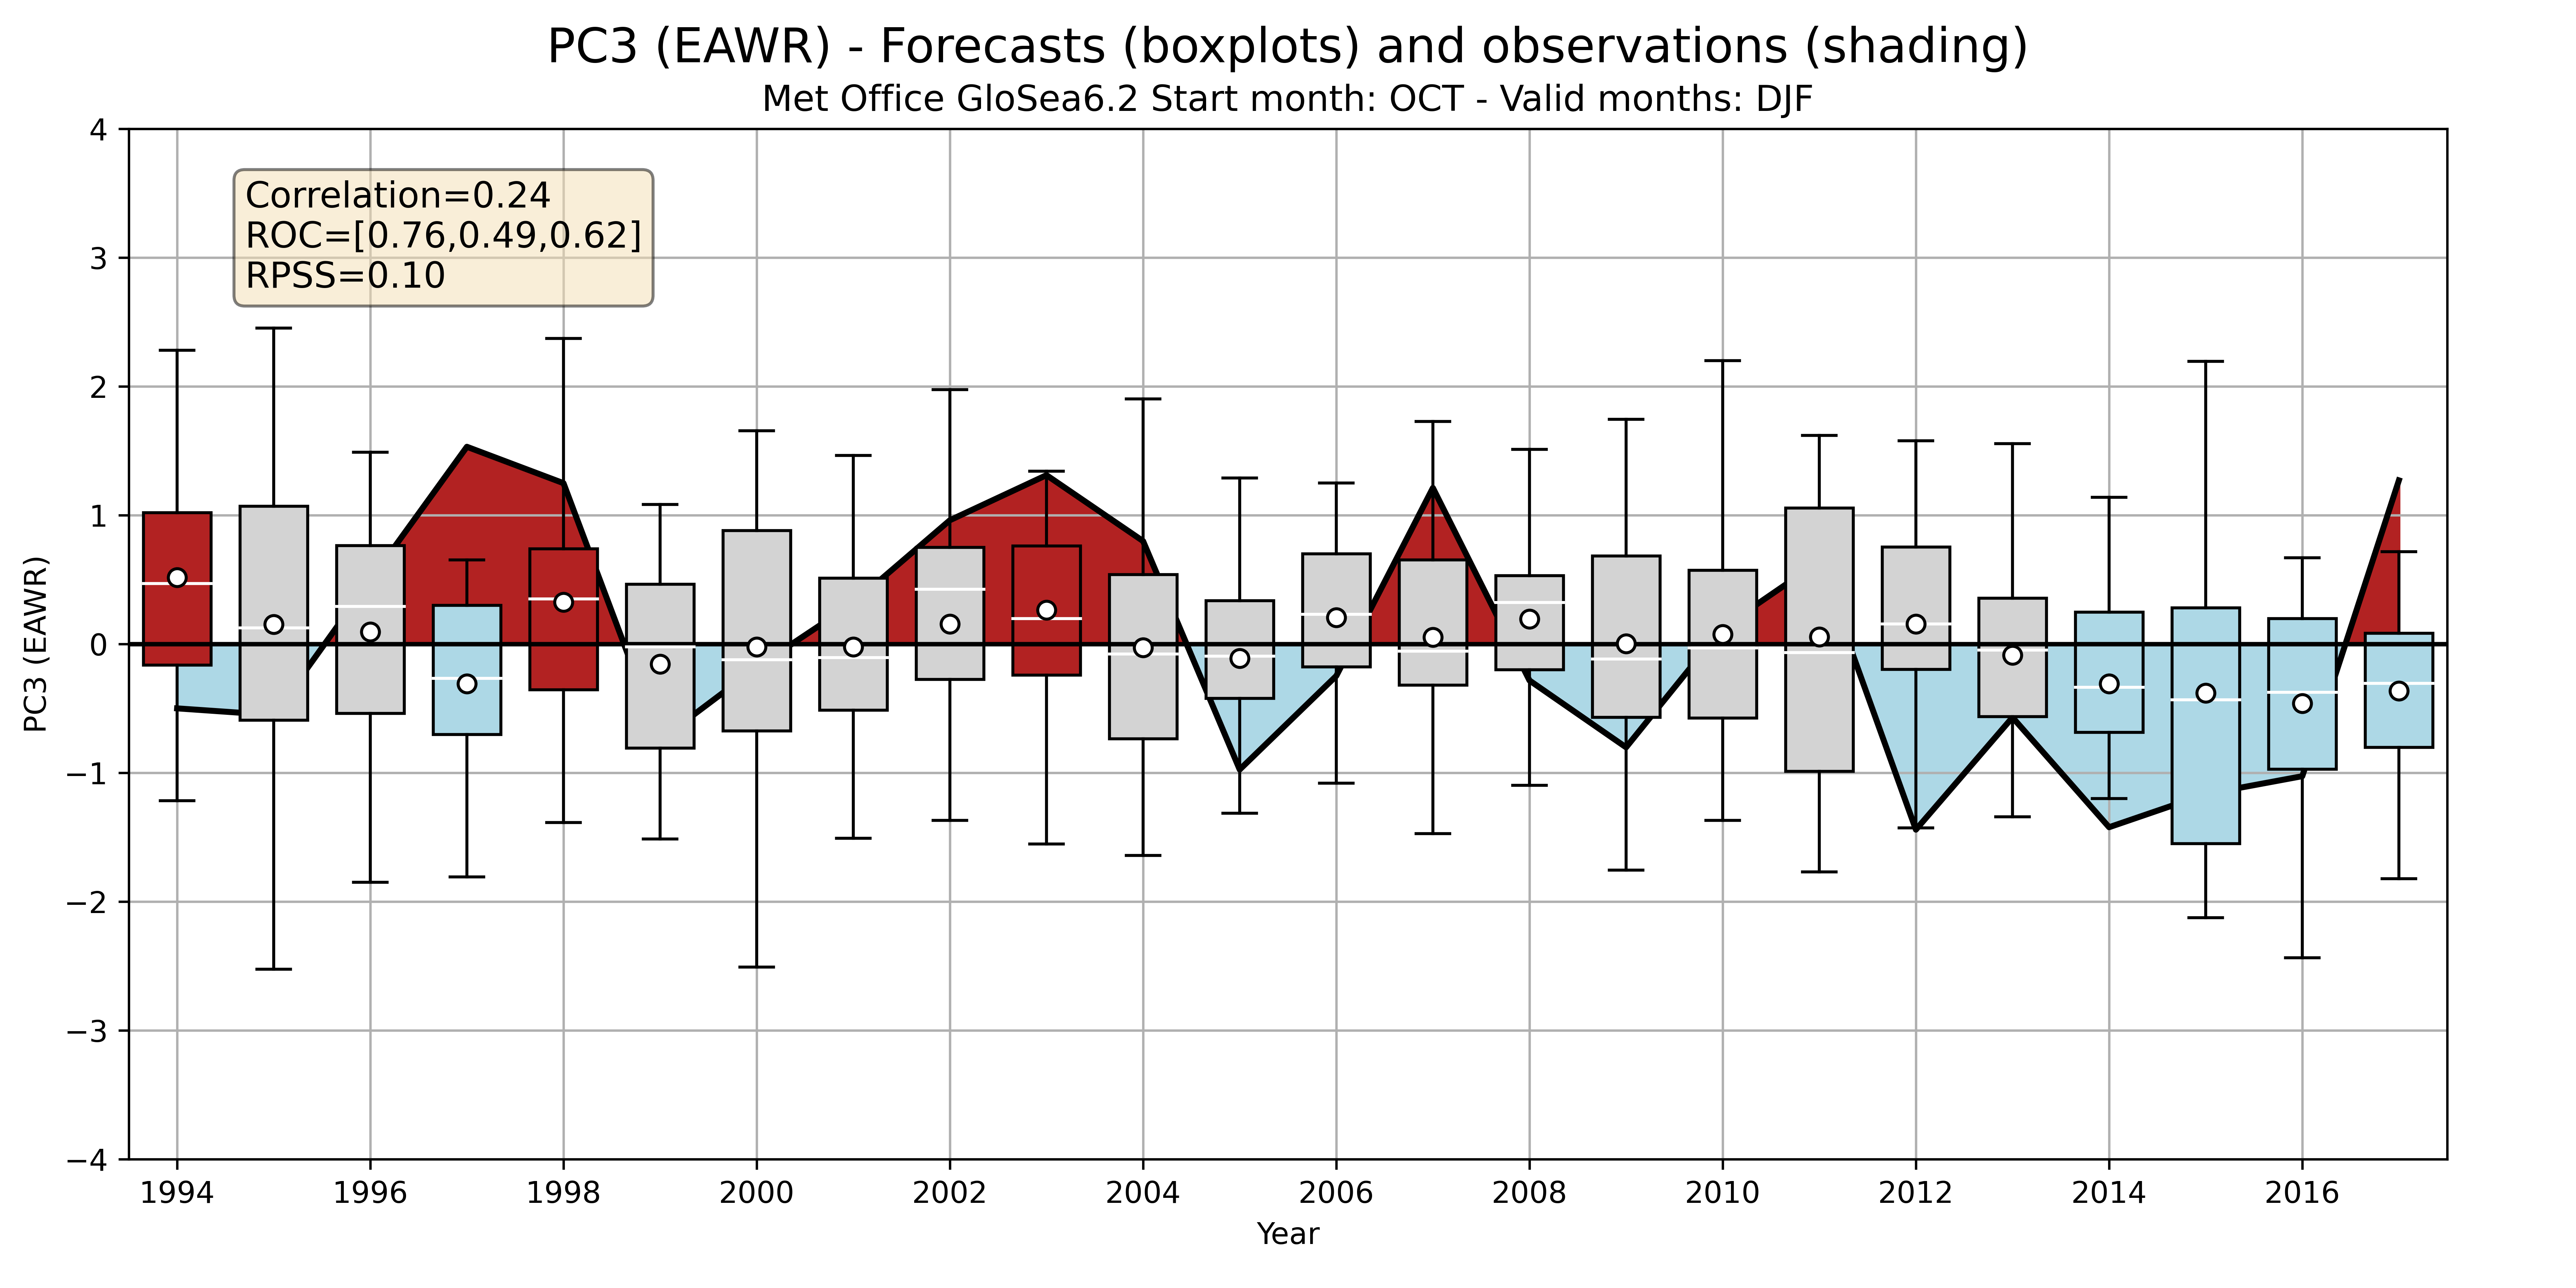 PC3 (EAWR) - Forecasts (boxplots) and observations (shading)
Met Office GloSea6.2 Start month: OCT - Valid months: DJF
Correlation=0.24
ROC=[0.76,0.49,0.62]
RPSS=0.10
PC3 (EAWR)
4
3
2
1
0
−1
−2
−3
−4
1994 1996 1998 2000 2002 2004 2006 2008 2010 2012 2014 2016
Year